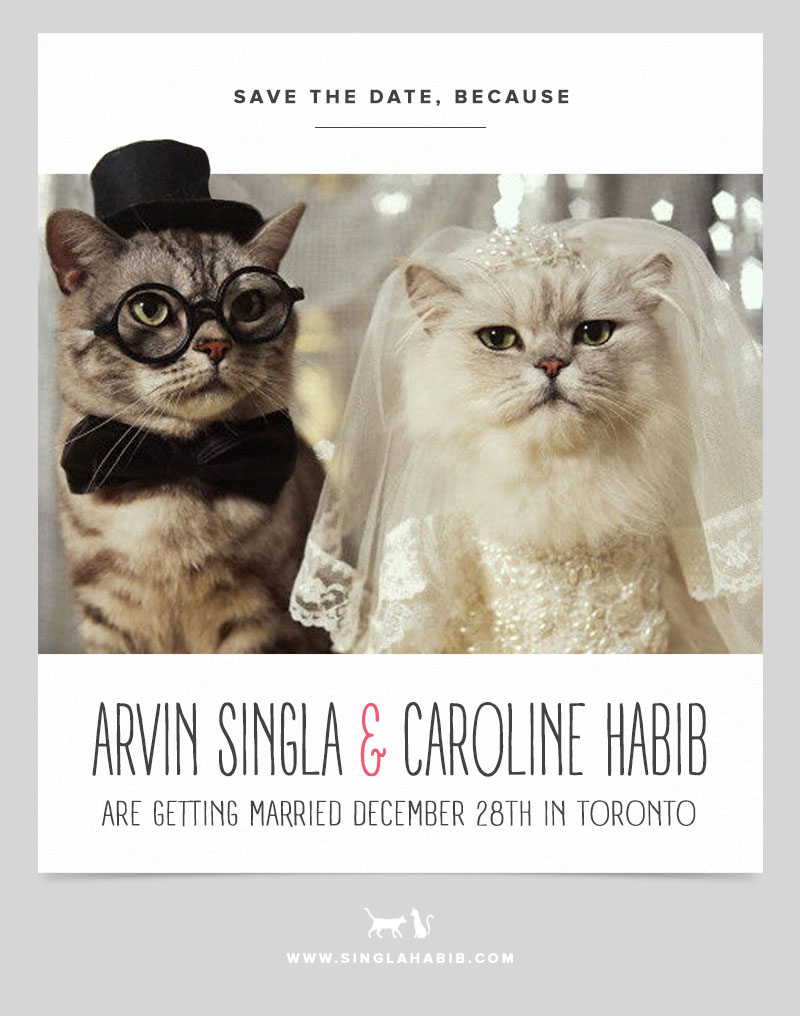 SAVE THE DATE, BECAUSE
ARVIN SINGLA & CAROLINE HABIB
ARE GETTING MARRIED DECEMBER 28TH IN TORONTO
WWW.SINGLAHABIB.COM